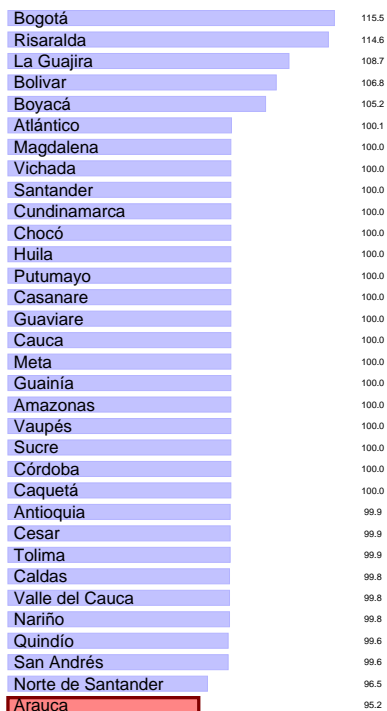 Bogotá 115.5
Risaralda 114.6
La Guajira 108.7
Bolivar 106.8
Boyacá 105.2
Atlántico 100.1
Magdalena 100.0
Vichada 100.0
Santander 100.0
Cundinamarca 100.0
Chocó 100.0
Huila 100.0
Putumayo 100.0
Casanare 100.0
Guaviare 100.0
Cauca 100.0
Meta 100.0
Guainía 100.0
Amazonas 100.0
Vaupés 100.0
Sucre 100.0
Córdoba 100.0
Caquetá 100.0
Antioquia 99.9
Cesar 99.9
Tolima 99.9
Caldas 99.8
Valle del Cauca 99.8
Nariño 99.8
Quindío 99.6
San Andrés 99.6
Norte de Santander 96.5
Arauca 95.2